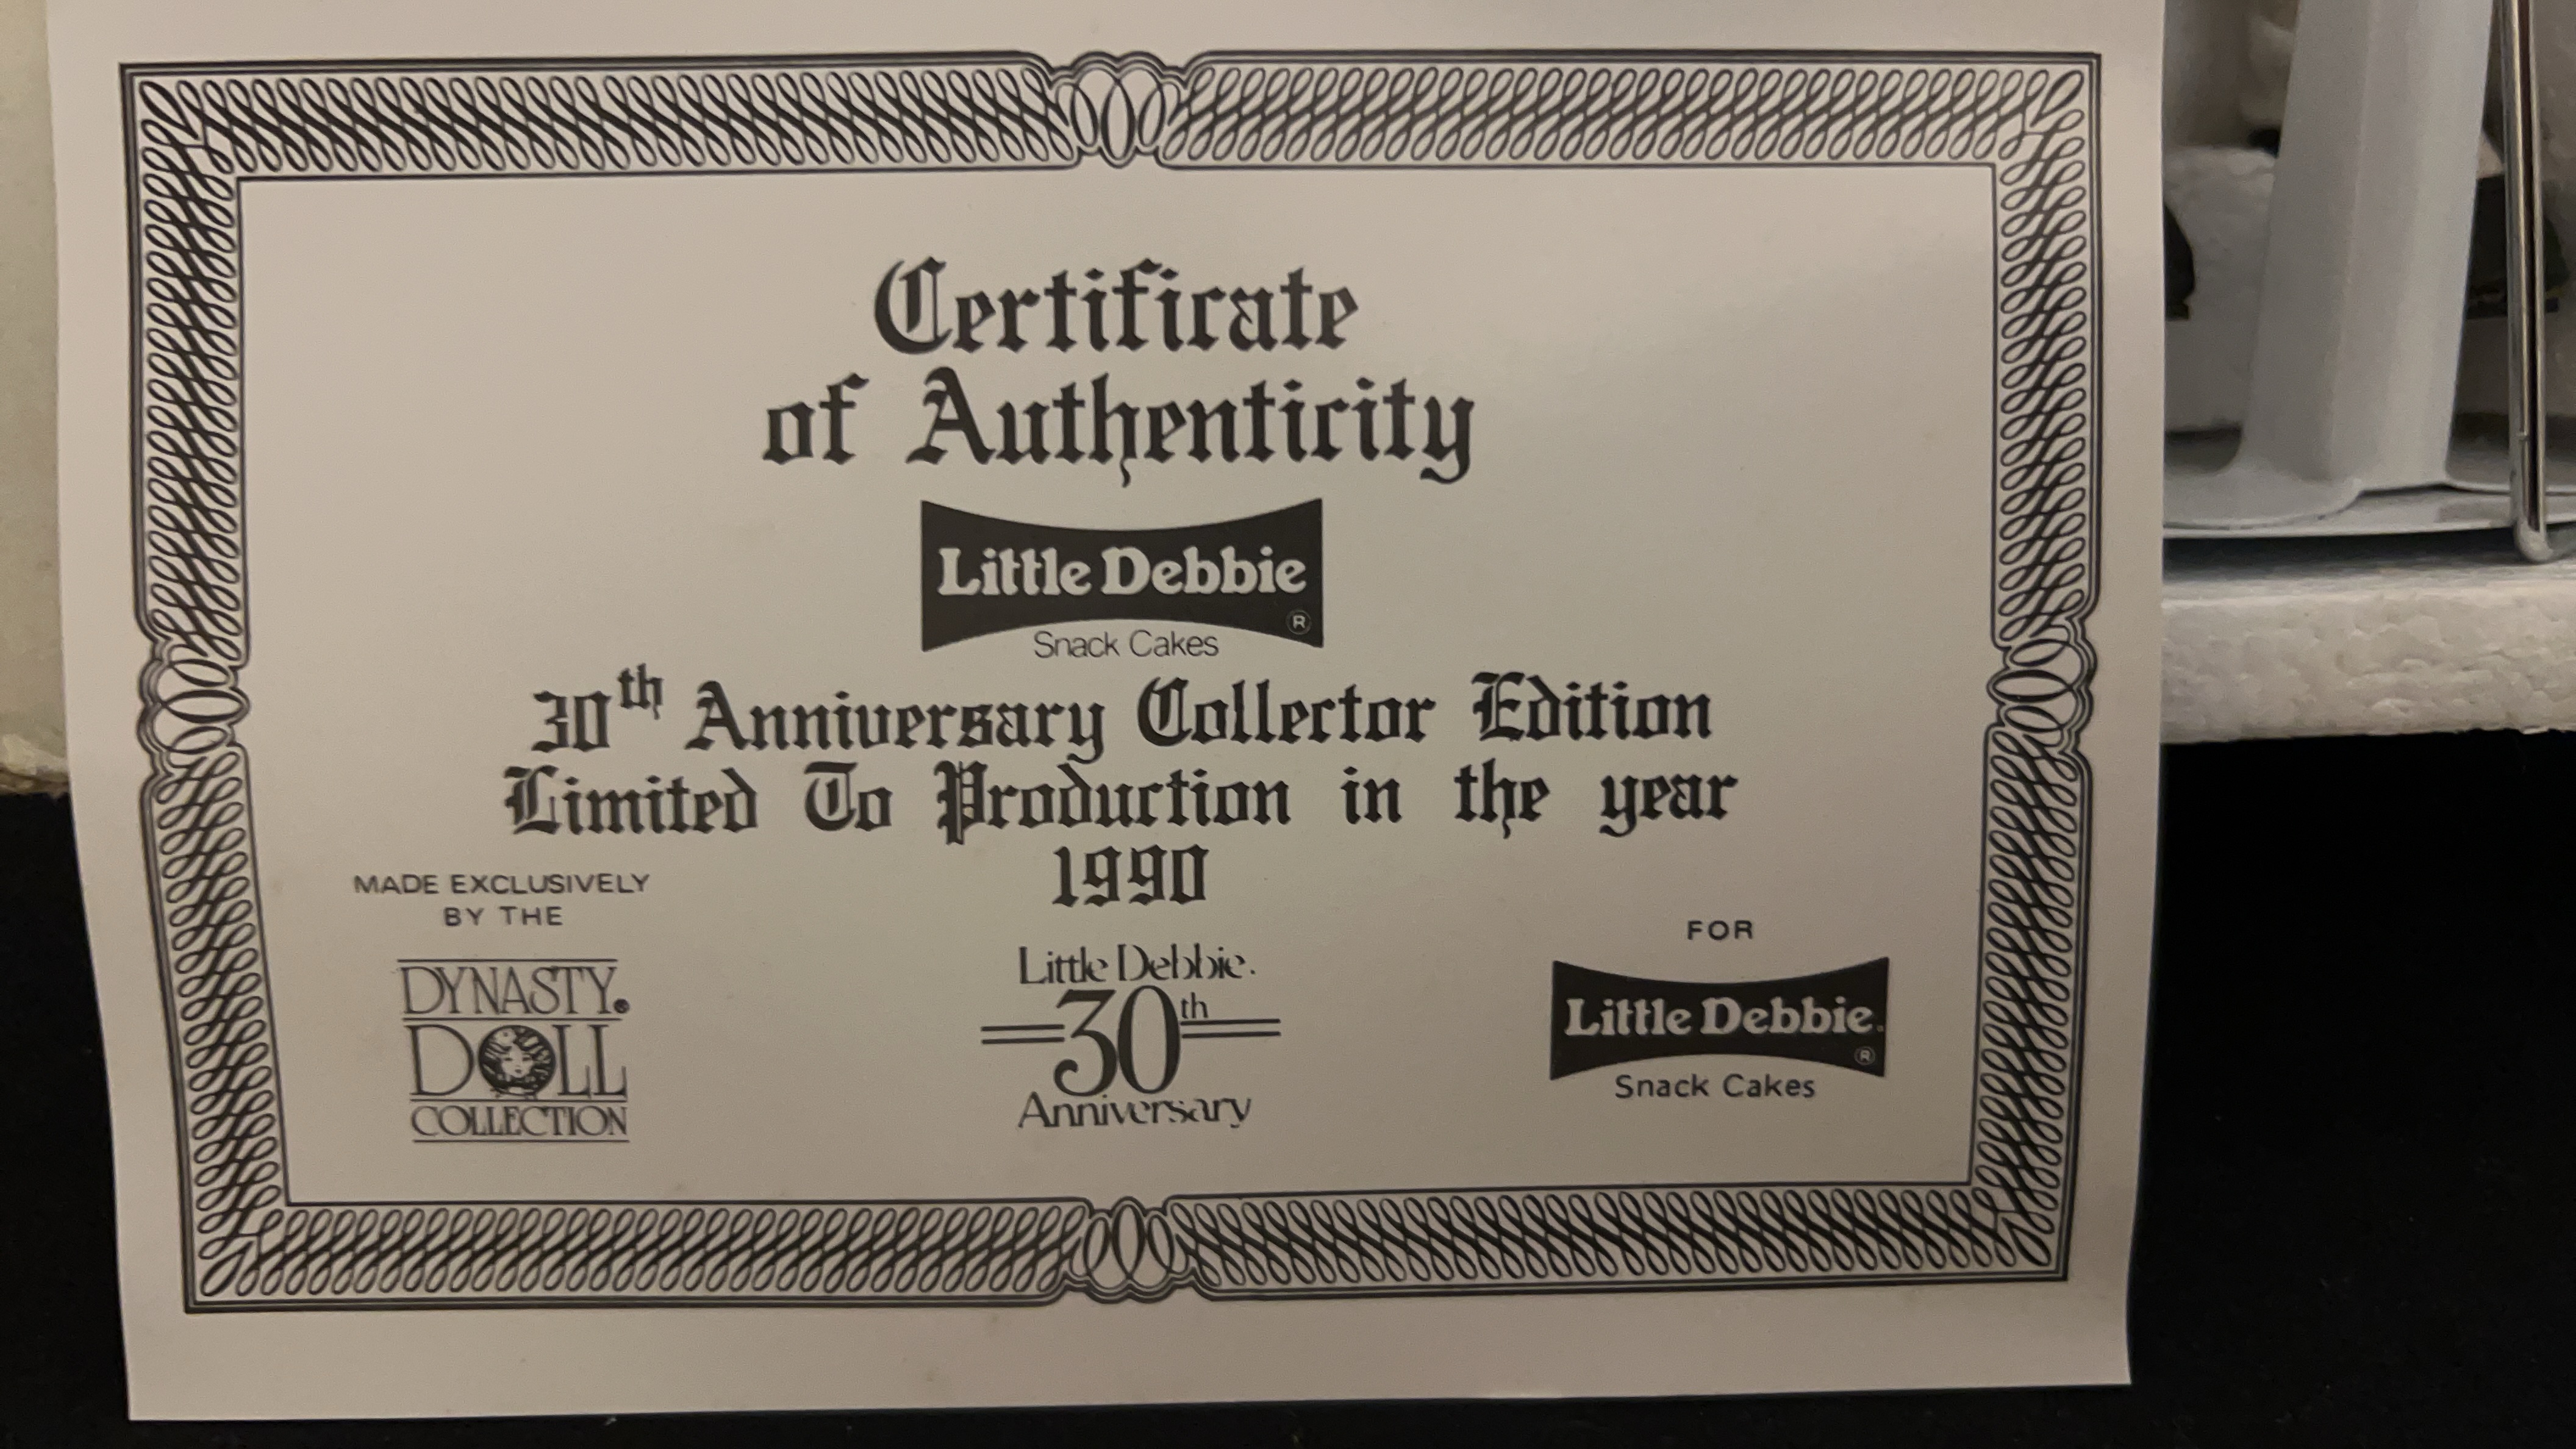 Certificate
of Authenticity
Little Debbie ®
Snack Cakes
30th Anniversary Collector Edition
Limited To Production in the year
1990
MADE EXCLUSIVELY
BY THE
DYNASTY®
DOLL
COLLECTION
Little Debbie.
30th
Anniversary
FOR
Little Debbie. ®
Snack Cakes